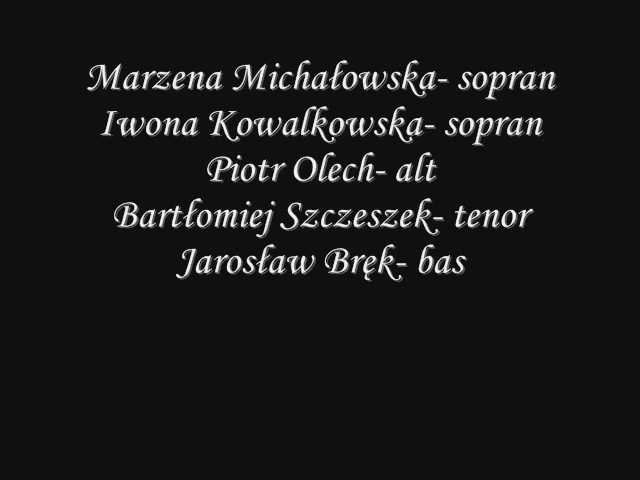 Marzena Michałowska- sopran
Iwona Kowalkowska- sopran
Piotr Olech- alt
Bartłomiej Szczeszek- tenor
Jarosław Bręk- bas